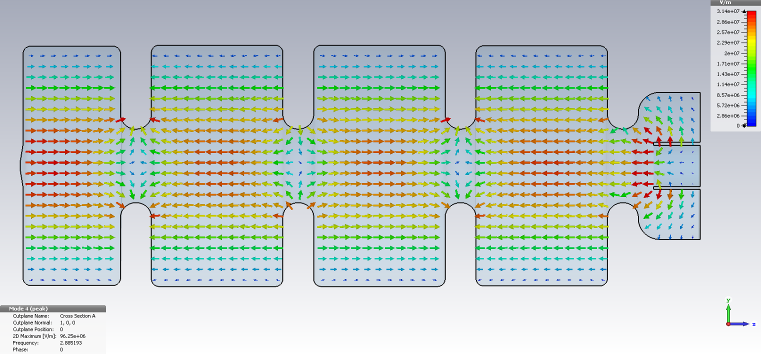 V/m
3.14e+07
2.86e+07
2.57e+07
2.29e+07
2e+07
1.71e+07
1.43e+07
1.14e+07
8.57e+06
5.72e+06
2.86e+06
0
Mode 4 (peak)
Cutplane Name: Cross Section A
Cutplane Normal: 1, 0, 0
Cutplane Position: 0
2D Maximum [V/m]: 96.25e+06
Frequency: 2.885193
Phase: 0
y
z